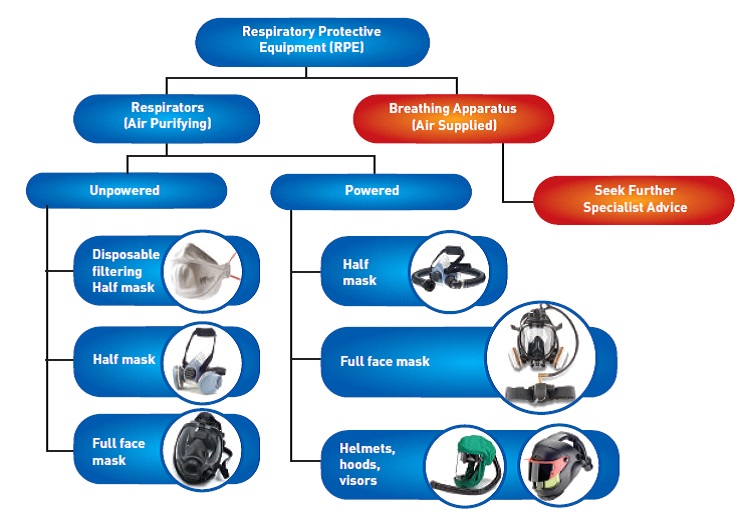 Respiratory Protective
Equipment (RPE)
Respirators
(Air Purifying)
Breathing Apparatus
(Air Supplied)
Unpowered
Powered
Seek Further
Specialist Advice
Disposable
filtering
Half mask
Half
mask
Half mask
Full face mask
Full face
mask
Helmets,
hoods,
visors